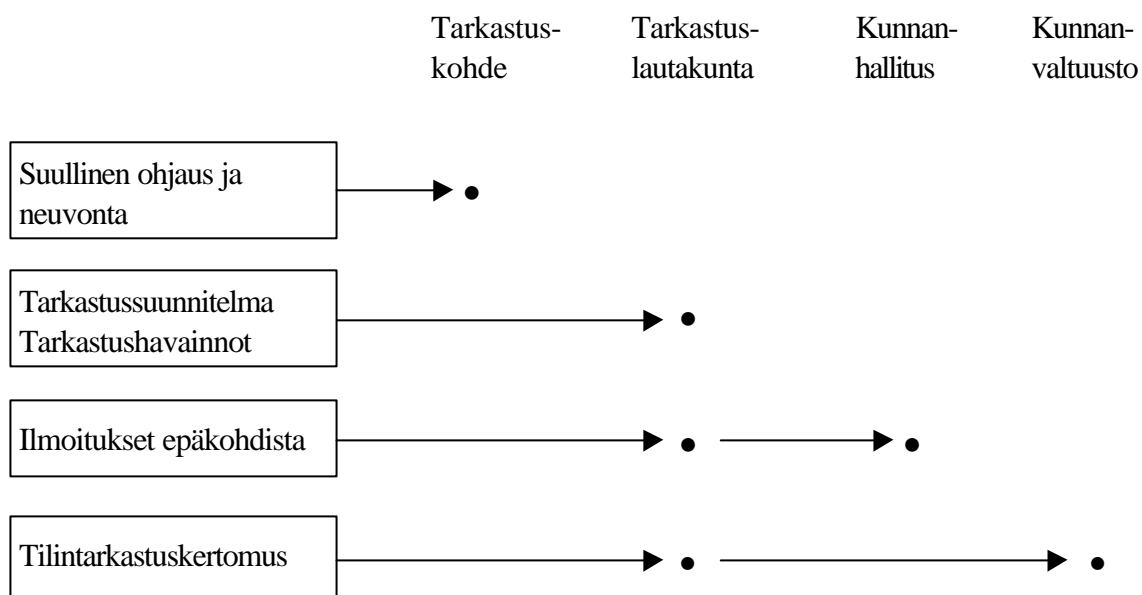 Tarkastus-
kohde
Tarkastus-
lautakunta
Kunnan-
hallitus
Kunnan-
valtuusto
Suullinen ohjaus ja
neuvonta
Tarkastussuunnitelma
Tarkastushavainnot
Ilmoitukset epäkohdista
Tilintarkastuskertomus